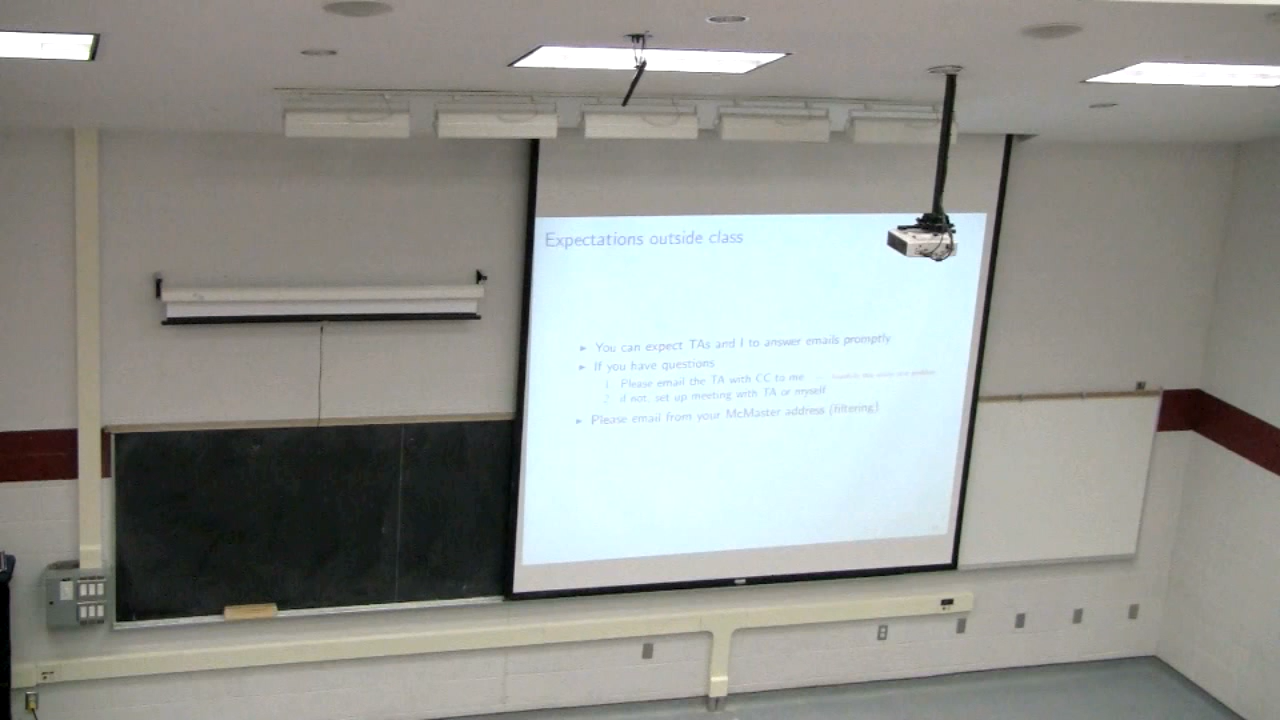 Expectations outside class
▶ You can expect TAs and I to answer emails promptly
▶ If you have questions
1. Please email the TA with CC to me
2. if not, set up meeting with TA or myself
▶ Please email from your McMaster address (filtering)